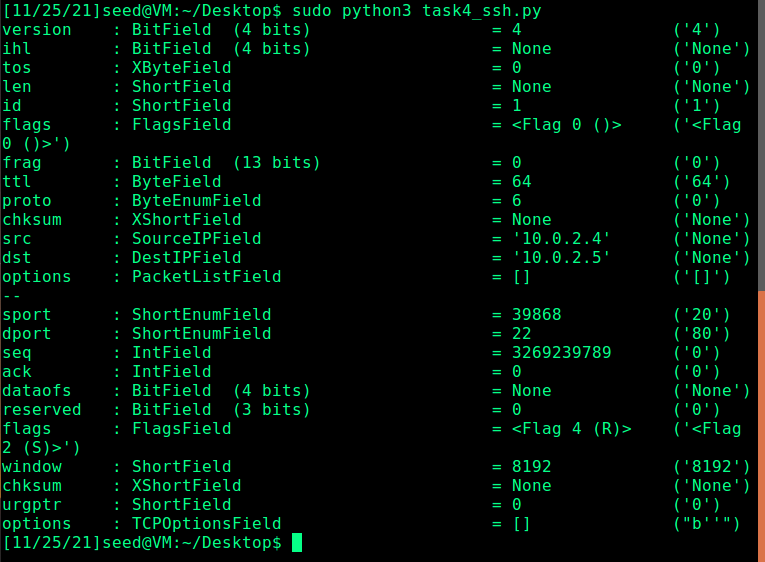 [11/25/21]seed@VM:~/Desktop$ sudo python3 task4_ssh.py
version    : BitField  (4 bits)                  = 4               ('4')
ihl        : BitField  (4 bits)                  = None            ('None')
tos        : XByteField                          = 0               ('0')
len        : ShortField                          = None            ('None')
id         : ShortField                          = 1               ('1')
flags      : FlagsField                          = <Flag 0 ()>     ('<Flag
0 ()>')
frag       : BitField  (13 bits)                 = 0               ('0')
ttl        : ByteField                           = 64              ('64')
proto      : ByteEnumField                       = 6               ('0')
chksum     : XShortField                         = None            ('None')
src        : SourceIPField                       = '10.0.2.4'      ('None')
dst        : DestIPField                         = '10.0.2.5'      ('None')
options    : PacketListField                     = []              ('[]')
--
sport      : ShortEnumField                      = 39868           ('20')
dport      : ShortEnumField                      = 22              ('80')
seq        : IntField                            = 3269239789      ('0')
ack        : IntField                            = 0               ('0')
dataofs    : BitField  (4 bits)                  = None            ('None')
reserved   : BitField  (3 bits)                  = 0               ('0')
flags      : FlagsField                          = <Flag 4 (R)>    ('<Flag
2 (S)>')
window     : ShortField                          = 8192            ('8192')
chksum     : XShortField                         = None            ('None')
urgptr     : ShortField                          = 0               ('0')
options    : TCPOptionsField                     = []              ("b''")
[11/25/21]seed@VM:~/Desktop$